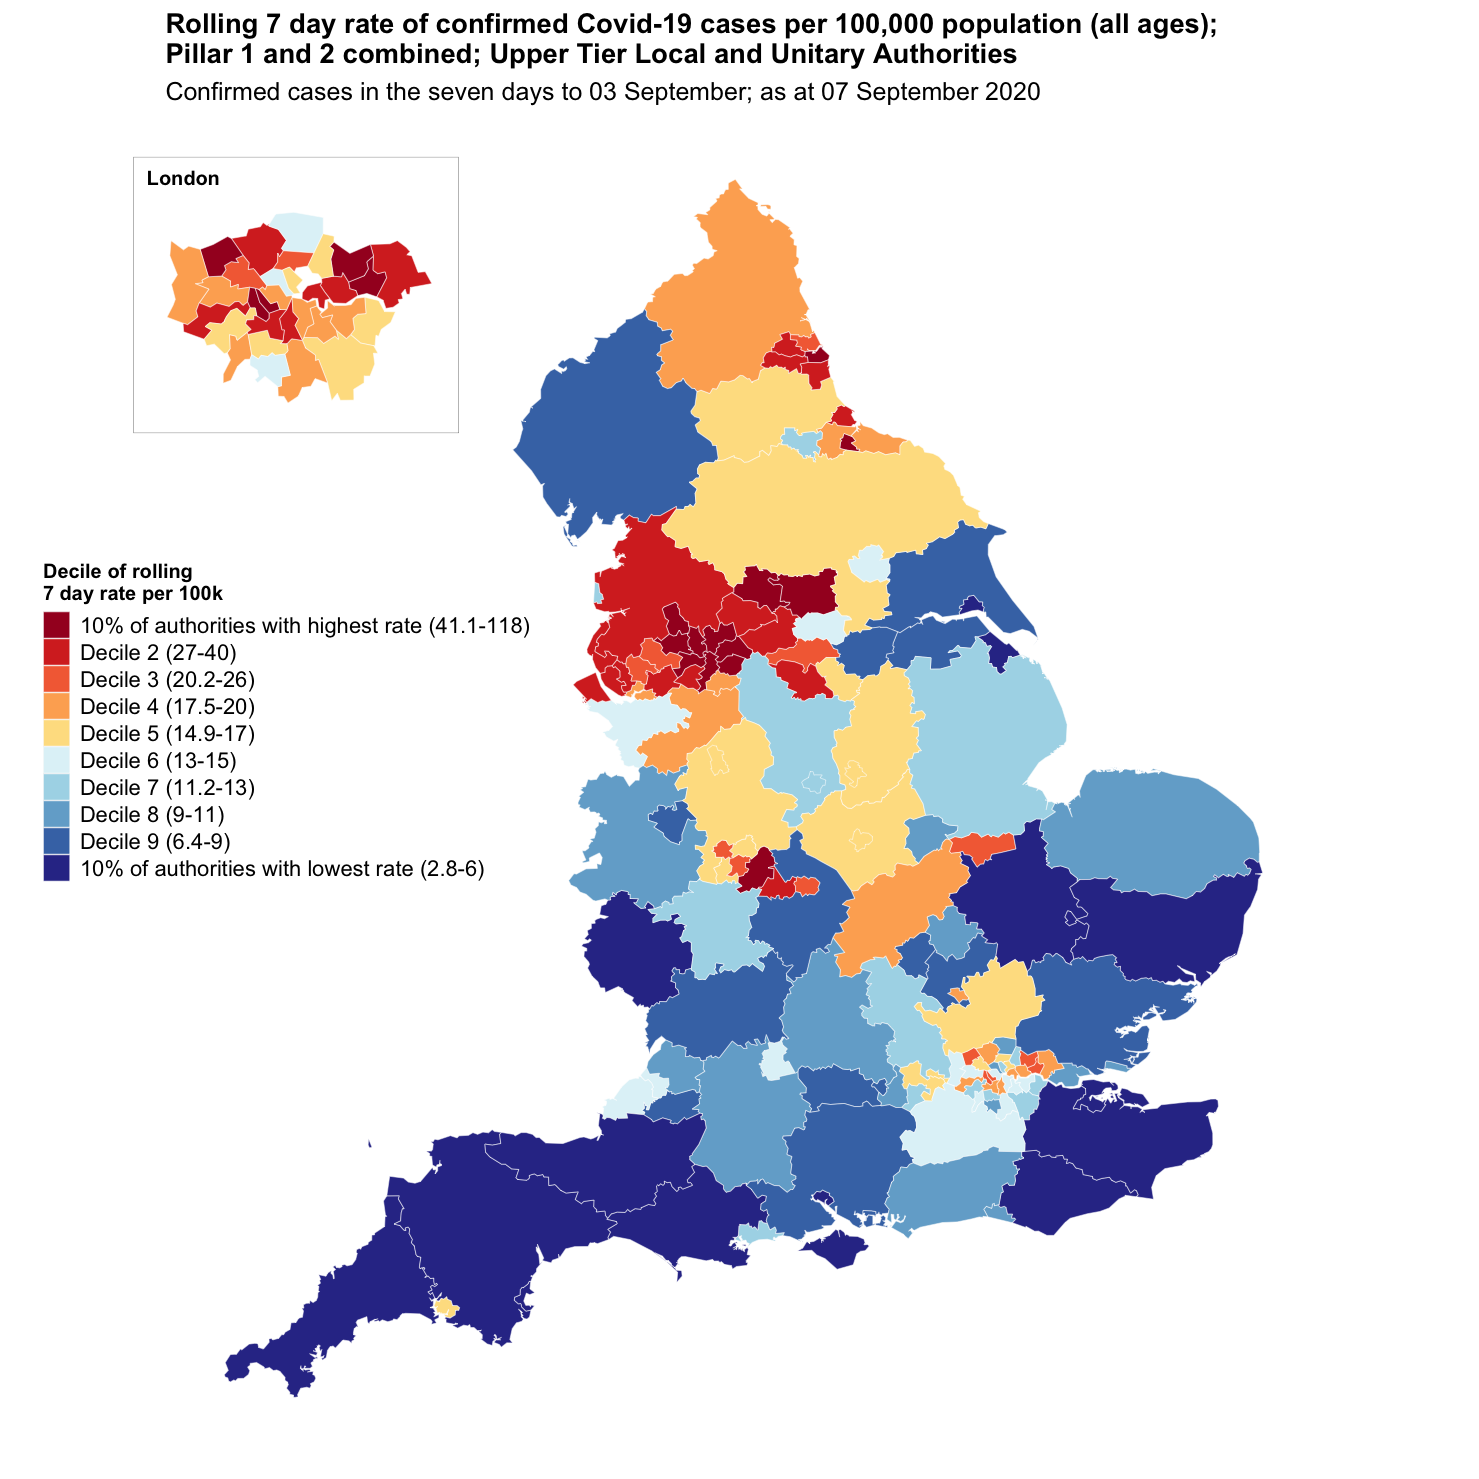 Rolling 7 day rate of confirmed Covid-19 cases per 100,000 population (all ages);
Pillar 1 and 2 combined; Upper Tier Local and Unitary Authorities
Confirmed cases in the seven days to 03 September; as at 07 September 2020
London
Decile of rolling
7 day rate per 100k
10% of authorities with highest rate (41.1-118)
Decile 2 (27-40)
Decile 3 (20.2-26)
Decile 4 (17.5-20)
Decile 5 (14.9-17)
Decile 6 (13-15)
Decile 7 (11.2-13)
Decile 8 (9-11)
Decile 9 (6.4-9)
10% of authorities with lowest rate (2.8-6)